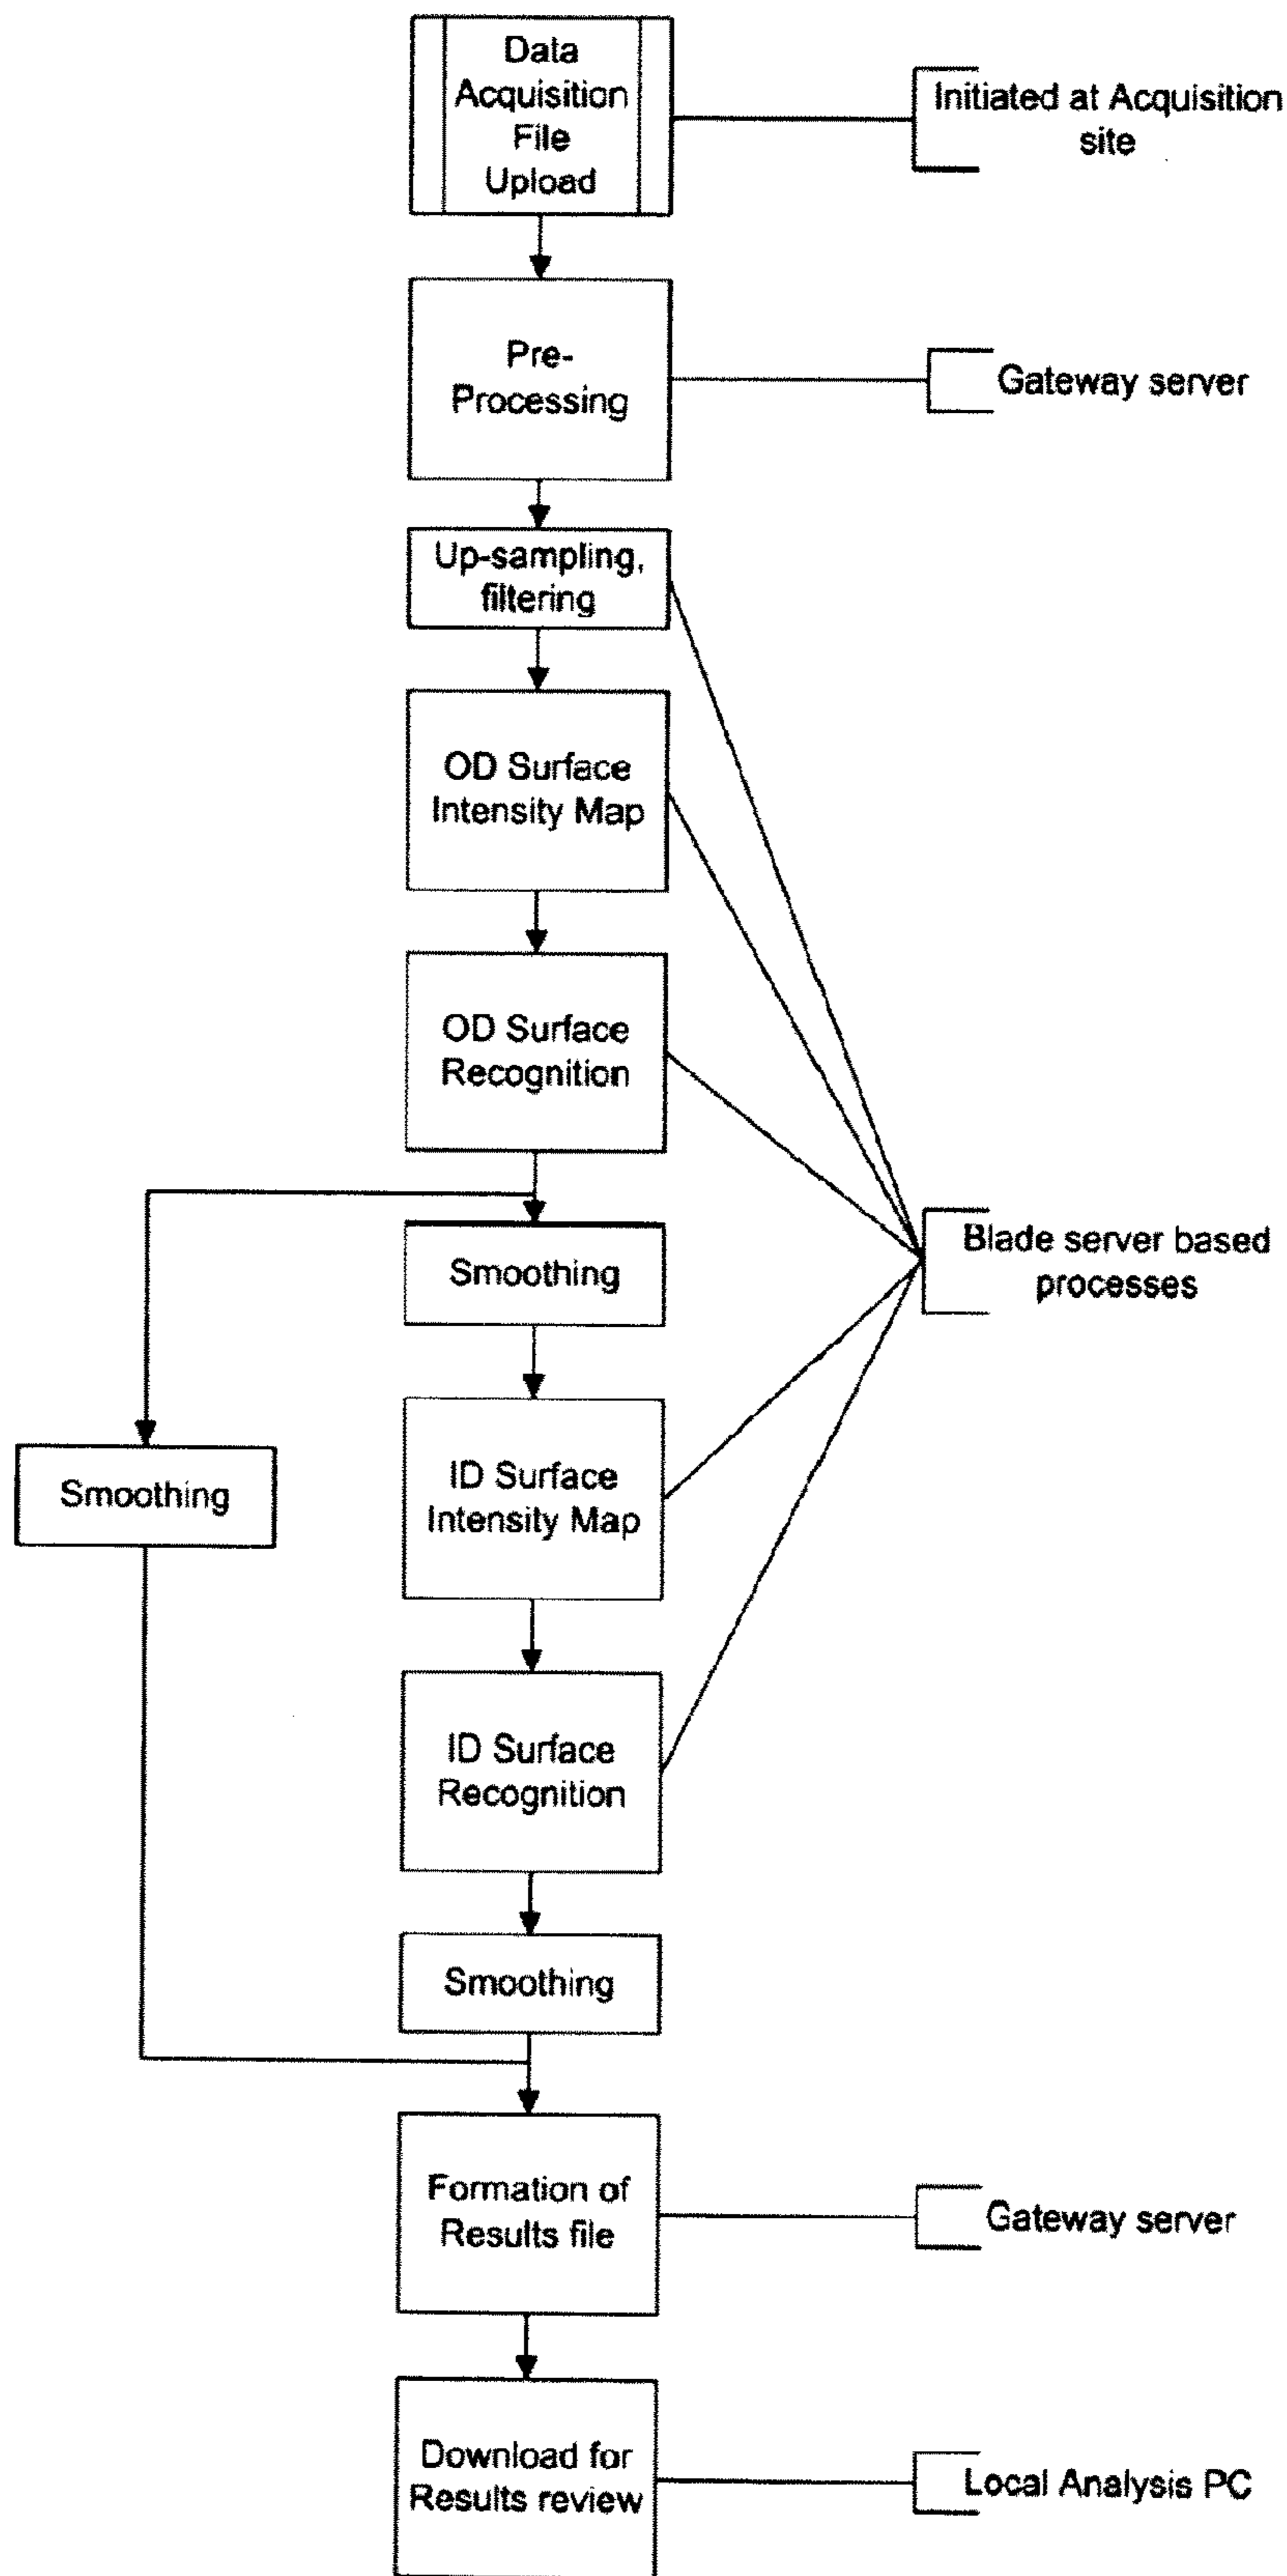 Data
Acquisition
File
Upload
Initiated at Acquisition
site
Pre-
Processing
Gateway server
Up-sampling,
filtering
OD Surface
Intensity Map
OD Surface
Recognition
Smoothing
Blade server based
processes
Smoothing
ID Surface
Intensity Map
ID Surface
Recognition
Smoothing
Formation of
Results file
Gateway server
Download for
Results review
Local Analysis PC